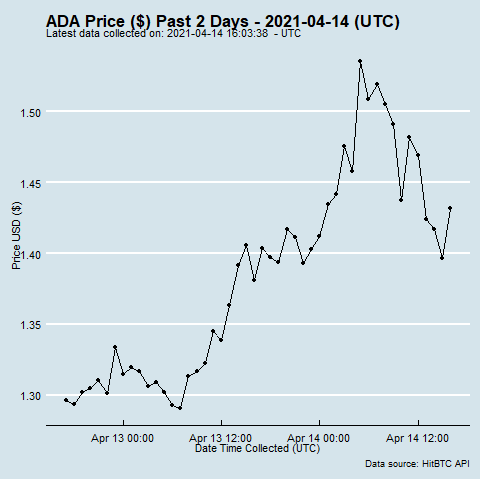 ADA Price ($) Past 2 Days - 2021-04-14 (UTC)
Latest data collected on: 2021-04-14 16:03:38 - UTC
1.50
1.45
1.40
1.35
1.30
Price USD ($)
Apr 13 00:00 Apr 13 12:00 Apr 14 00:00 Apr 14 12:00
Date Time Collected (UTC)
Data source: HitBTC API